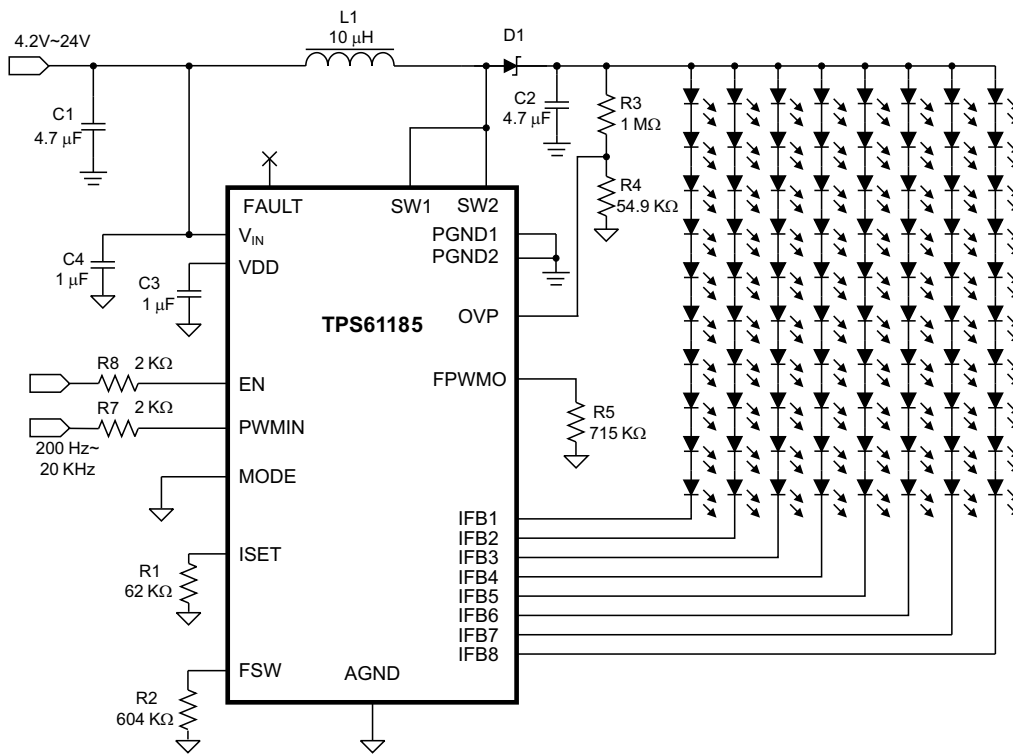 4.2V~24V
L1
10 μH
D1
C1
4.7 μF
C2
4.7 μF
R3
1 MΩ
R4
54.9 KΩ
FAULT
SW1
SW2
VIN
PGND1
PGND2
VDD
C4
1 μF
C3
1 μF
TPS61185
OVP
R8 2 KΩ
EN
FPWMO
R7 2 KΩ
PWMIN
R5
715 KΩ
200 Hz~
20 KHz
MODE
ISET
R1
62 KΩ
IFB1
IFB2
IFB3
IFB4
IFB5
IFB6
IFB7
IFB8
FSW
AGND
R2
604 KΩ